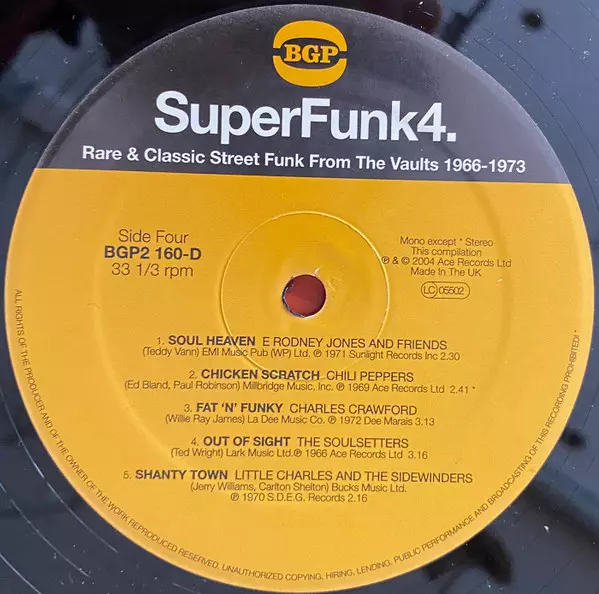 BGP
SuperFunk4.
Rare & Classic Street Funk From The Vaults 1966-1973
Side Four
BGP2 160-D
33 1/3 rpm
Mono except * Stereo
This compilation
℗ & © 2004 Ace Records Ltd
Made In The UK
LC 05502
1. SOUL HEAVEN E RODNEY JONES AND FRIENDS
(Teddy Vann) EMI Music Pub (WP) Ltd. ℗ 1971 Sunlight Records Inc 2.30
2. CHICKEN SCRATCH CHILI PEPPERS
(Ed Bland, Paul Robinson) Millbridge Music, Inc. ℗ 1969 Ace Records Ltd 2.41 *
3. FAT 'N' FUNKY CHARLES CRAWFORD
(Willie Ray James) La Dee Music Co. ℗ 1972 Dee Marais 3.13
4. OUT OF SIGHT THE SOULSETTERS
(Ted Wright) Lark Music Ltd. ℗ 1966 Ace Records Ltd 3.16
5. SHANTY TOWN LITTLE CHARLES AND THE SIDEWINDERS
(Jerry Williams, Carlton Shelton) Bucks Music Ltd.
℗ 1970 S.D.E.G. Records 2.16
ALL RIGHTS OF THE PRODUCER AND OF THE OWNER OF THE WORK REPRODUCED RESERVED. UNAUTHORIZED COPYING, HIRING, LENDING, PUBLIC PERFORMANCE AND BROADCASTING OF THIS RECORDING PROHIBITED!